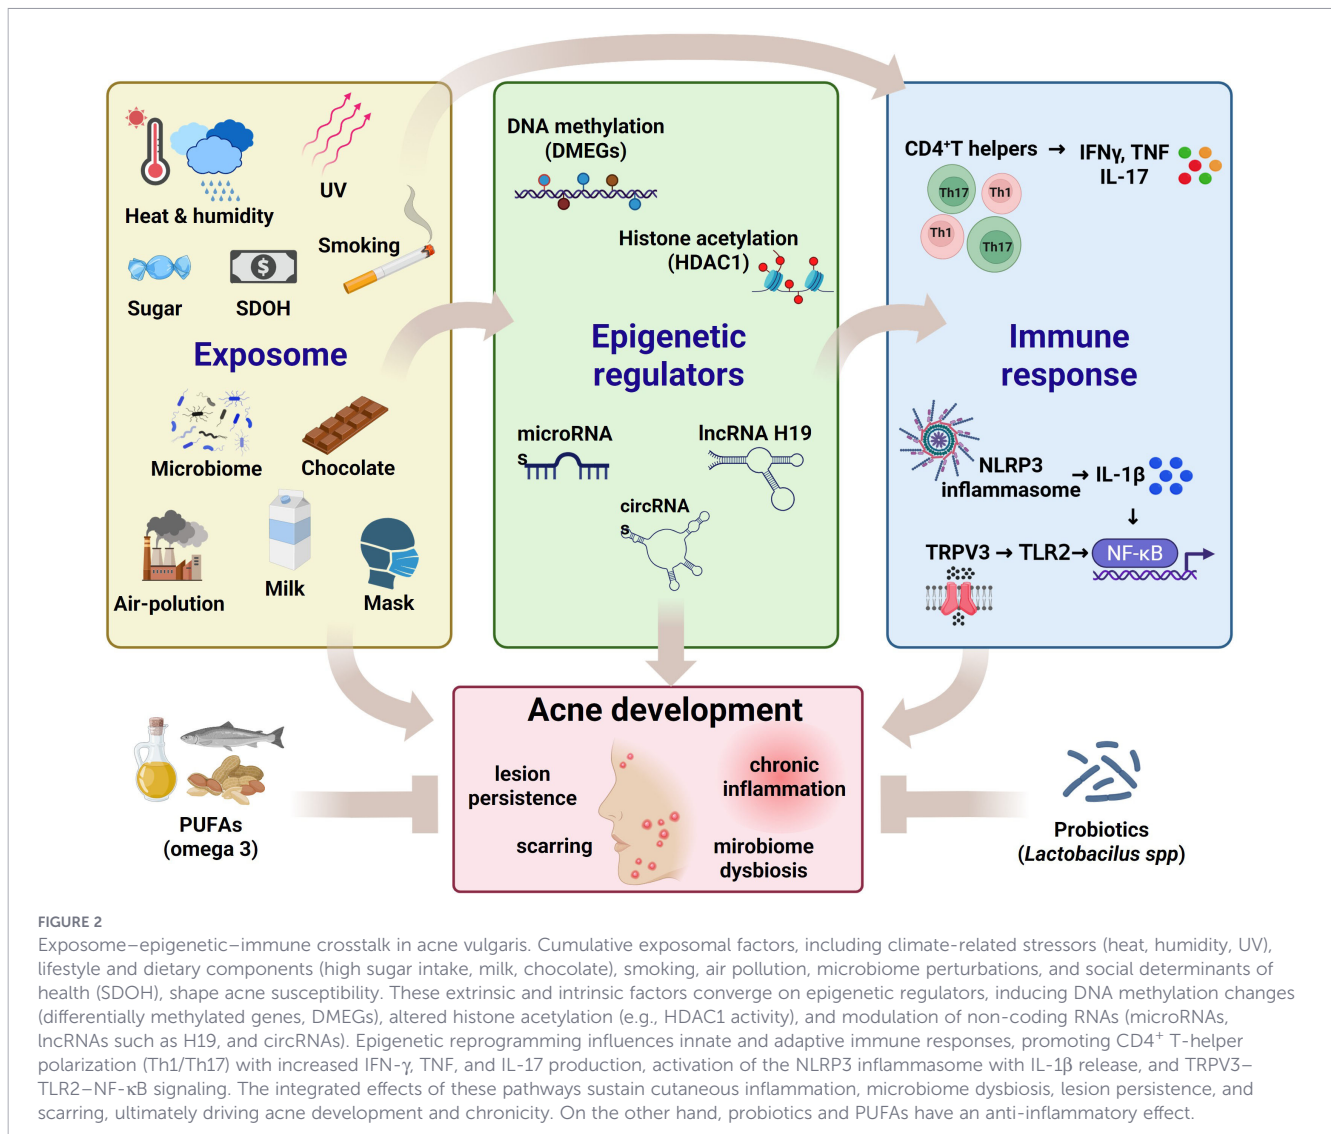 DNA methylation
(DMEGs)
CD4⁺T helpers → IFNγ, TNF
IL-17
UV
Th17
Th1
Heat & humidity
Th1
Th17
Smoking
Histone acetylation
(HDAC1)
$
Sugar
SDOH
Exposome
Epigenetic
regulators
Immune
response
microRNA
s
lncRNA H19
Microbiome
Chocolate
NLRP3
inflammasome
→ IL-1β
↓
circRNA
s
TRPV3 → TLR2 → NF-κB
Air-polution
Milk
Mask
Acne development
lesion
persistence
chronic
inflammation
scarring
mirobiome
dysbiosis
PUFAs
(omega 3)
Probiotics
(Lactobacilus spp)
FIGURE 2
Exposome–epigenetic–immune crosstalk in acne vulgaris. Cumulative exposomal factors, including climate-related stressors (heat, humidity, UV),
lifestyle and dietary components (high sugar intake, milk, chocolate), smoking, air pollution, microbiome perturbations, and social determinants of
health (SDOH), shape acne susceptibility. These extrinsic and intrinsic factors converge on epigenetic regulators, inducing DNA methylation changes
(differentially methylated genes, DMEGs), altered histone acetylation (e.g., HDAC1 activity), and modulation of non-coding RNAs (microRNAs,
lncRNAs such as H19, and circRNAs). Epigenetic reprogramming influences innate and adaptive immune responses, promoting CD4⁺ T-helper
polarization (Th1/Th17) with increased IFN-γ, TNF, and IL-17 production, activation of the NLRP3 inflammasome with IL-1β release, and TRPV3–
TLR2–NF-κB signaling. The integrated effects of these pathways sustain cutaneous inflammation, microbiome dysbiosis, lesion persistence, and
scarring, ultimately driving acne development and chronicity. On the other hand, probiotics and PUFAs have an anti-inflammatory effect.